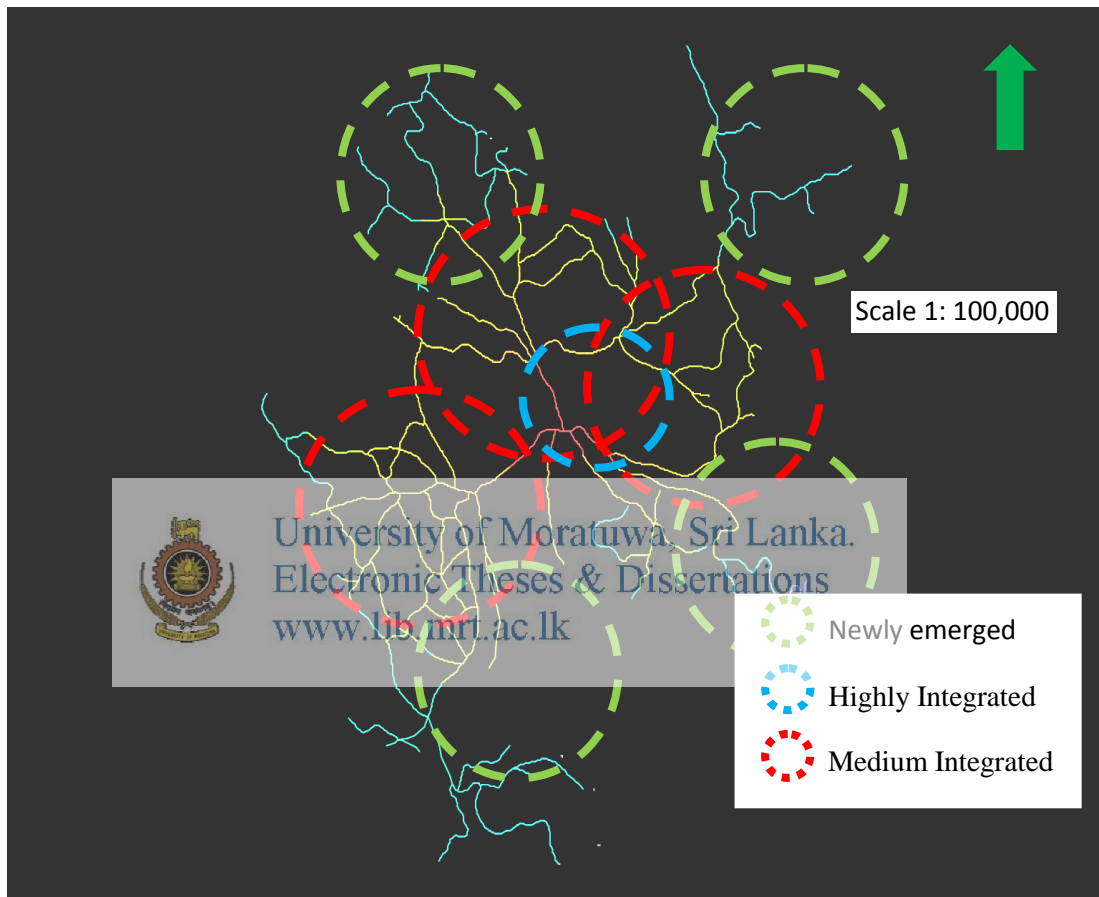 Scale 1: 100,000
University of Moratuwa, Sri Lanka.
Electronic Theses & Dissertations
www.lib.mrt.ac.lk
Newly emerged
Highly Integrated
Medium Integrated